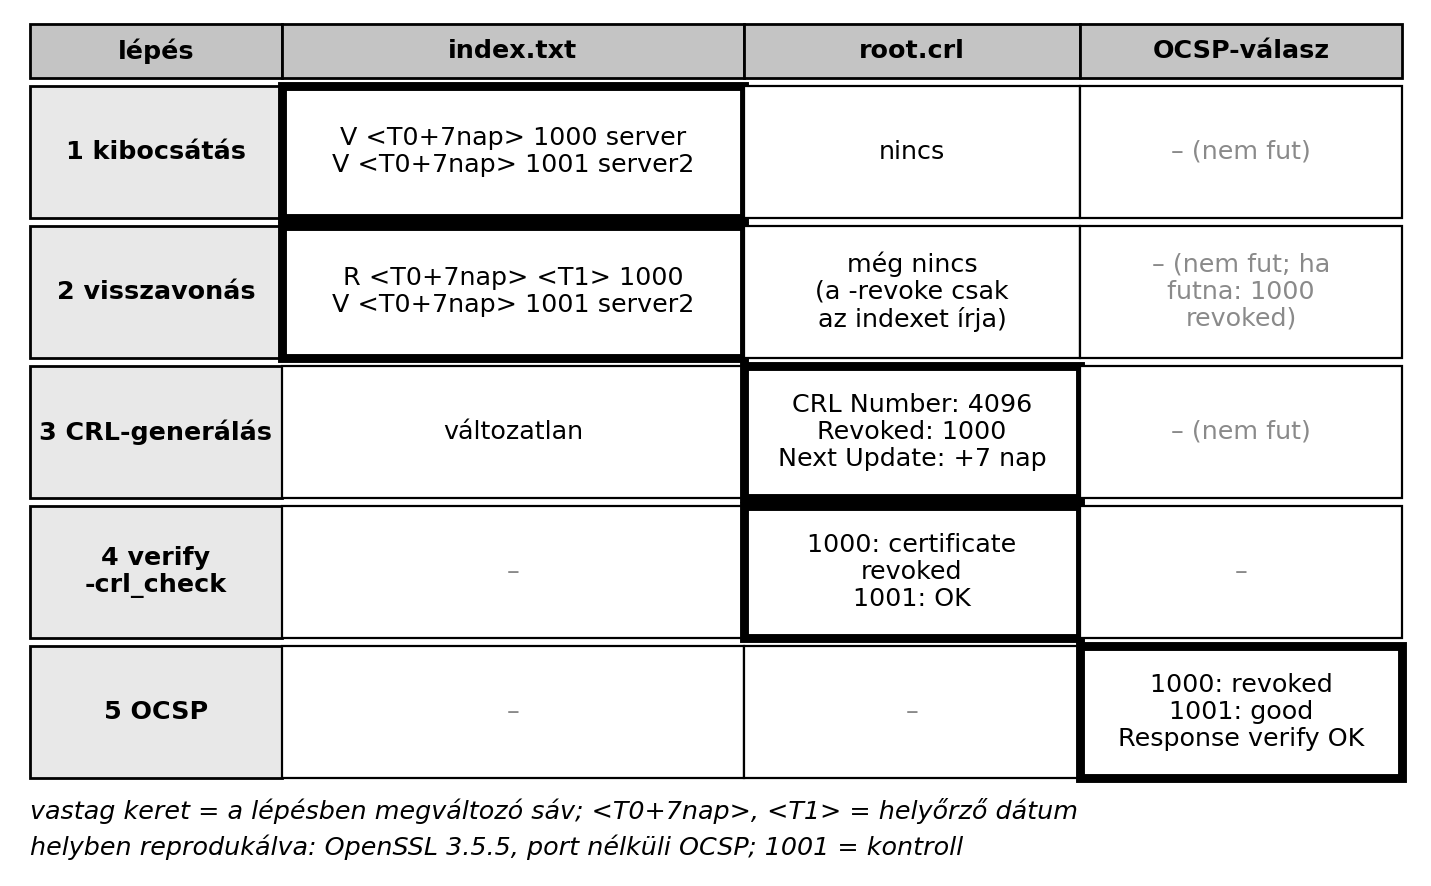 lépés
index.txt
root.crl
OCSP-válasz
1 kibocsátás
V <T0+7nap> 1000 server
V <T0+7nap> 1001 server2
nincs
– (nem fut)
2 visszavonás
R <T0+7nap> <T1> 1000
V <T0+7nap> 1001 server2
még nincs
(a -revoke csak
az indexet írja)
– (nem fut; ha
futna: 1000
revoked)
3 CRL-generálás
változatlan
CRL Number: 4096
Revoked: 1000
Next Update: +7 nap
– (nem fut)
4 verify
-crl_check
–
1000: certificate
revoked
1001: OK
–
5 OCSP
–
–
1000: revoked
1001: good
Response verify OK
vastag keret = a lépésben megváltozó sáv; <T0+7nap>, <T1> = helyőrző dátum
helyben reprodukálva: OpenSSL 3.5.5, port nélküli OCSP; 1001 = kontroll